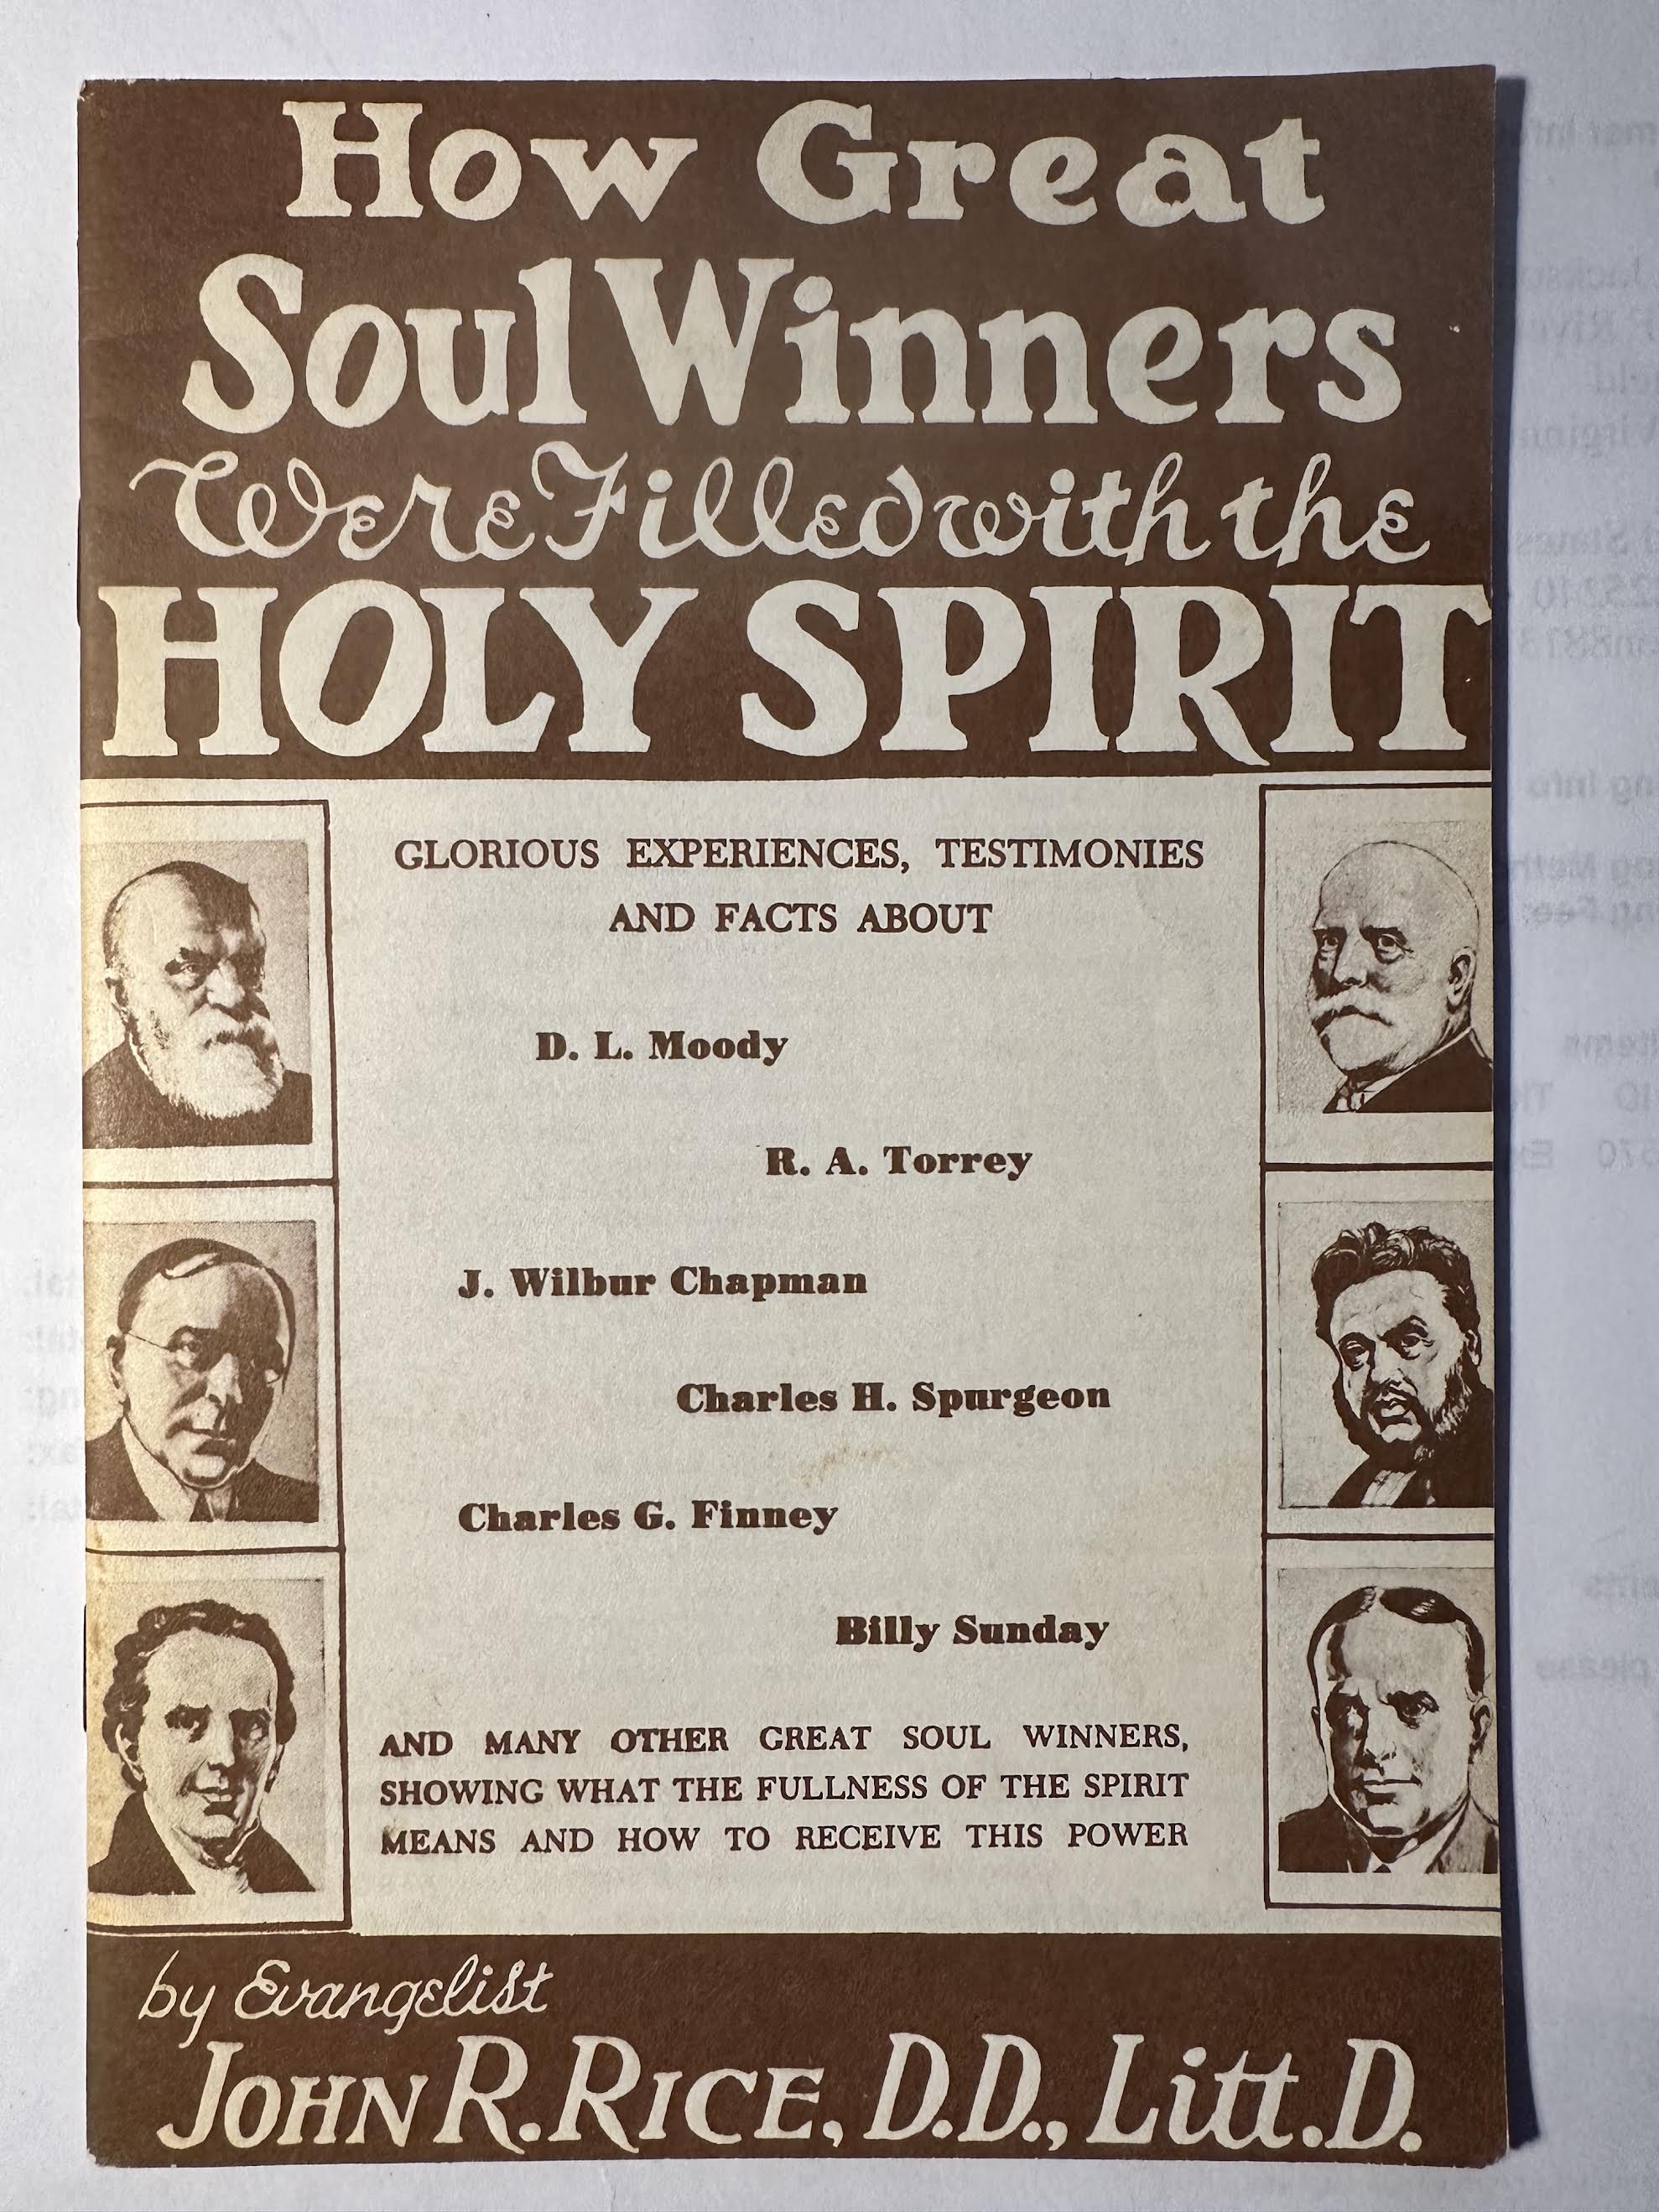 How Great
Soul Winners
Were Filled with the
HOLY SPIRIT
GLORIOUS EXPERIENCES, TESTIMONIES
AND FACTS ABOUT
D. L. Moody
R. A. Torrey
J. Wilbur Chapman
Charles H. Spurgeon
Charles G. Finney
Billy Sunday
AND MANY OTHER GREAT SOUL WINNERS,
SHOWING WHAT THE FULLNESS OF THE SPIRIT
MEANS AND HOW TO RECEIVE THIS POWER
by Evangelist
JOHN R. RICE, D.D., Litt.D.